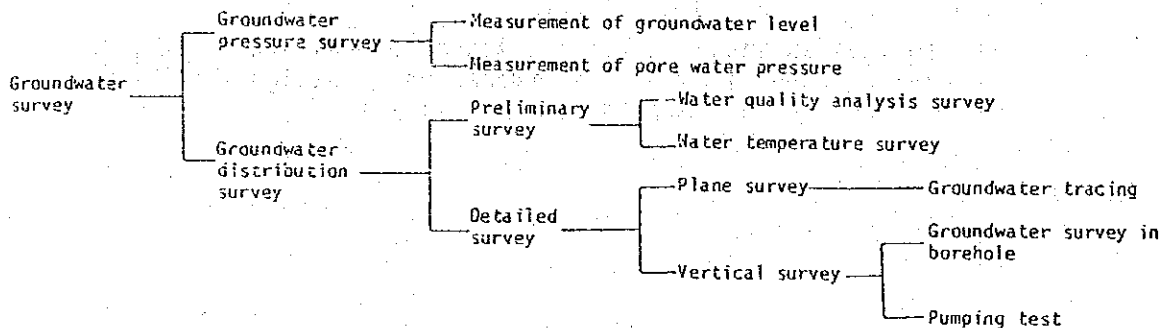 Groundwater
survey
Groundwater
pressure survey
Measurement of groundwater level
Measurement of pore water pressure
Groundwater
distribution
survey
Preliminary
survey
Water quality analysis survey
Water temperature survey
Detailed
survey
Plane survey
Groundwater tracing
Vertical survey
Groundwater survey in
borehole
Pumping test